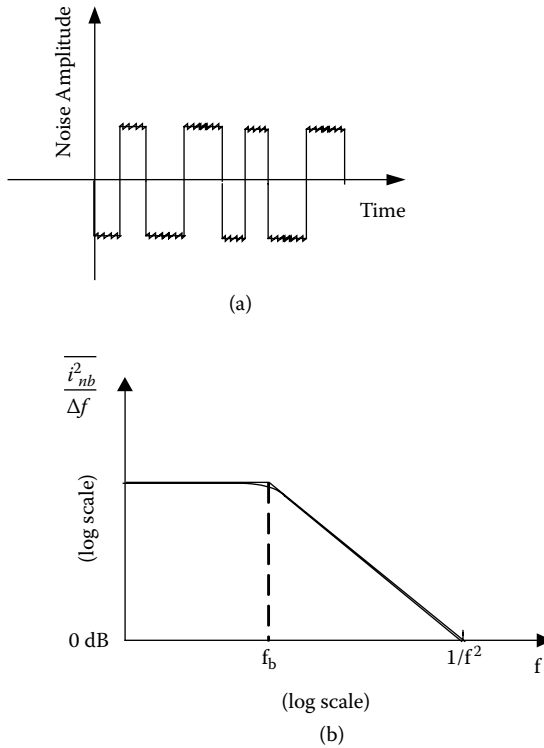 Noise Amplitude
Time
(a)
i²nb
Δf
(log scale)
0 dB
fb
1/f²
f
(log scale)
(b)